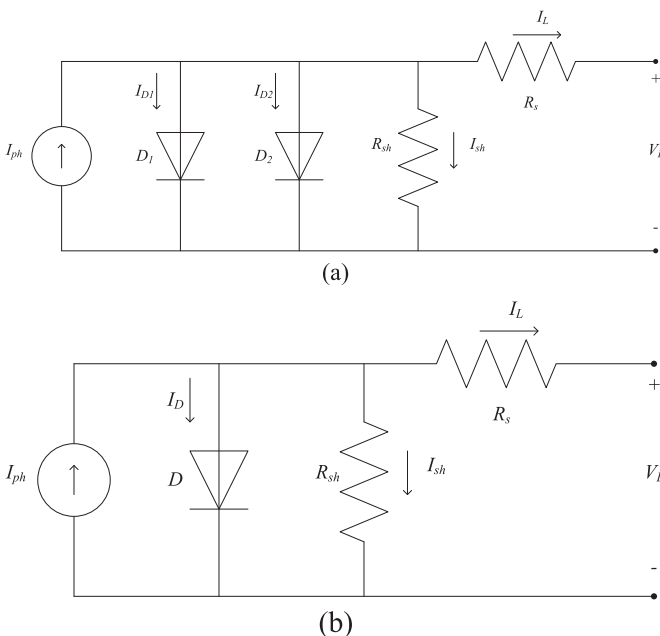 I_L
I_D1
I_D2
+
R_s
I_ph
D_1
D_2
R_sh
I_sh
-
(a)
I_L
+
I_D
R_s
I_ph
D
R_sh
I_sh
-
(b)